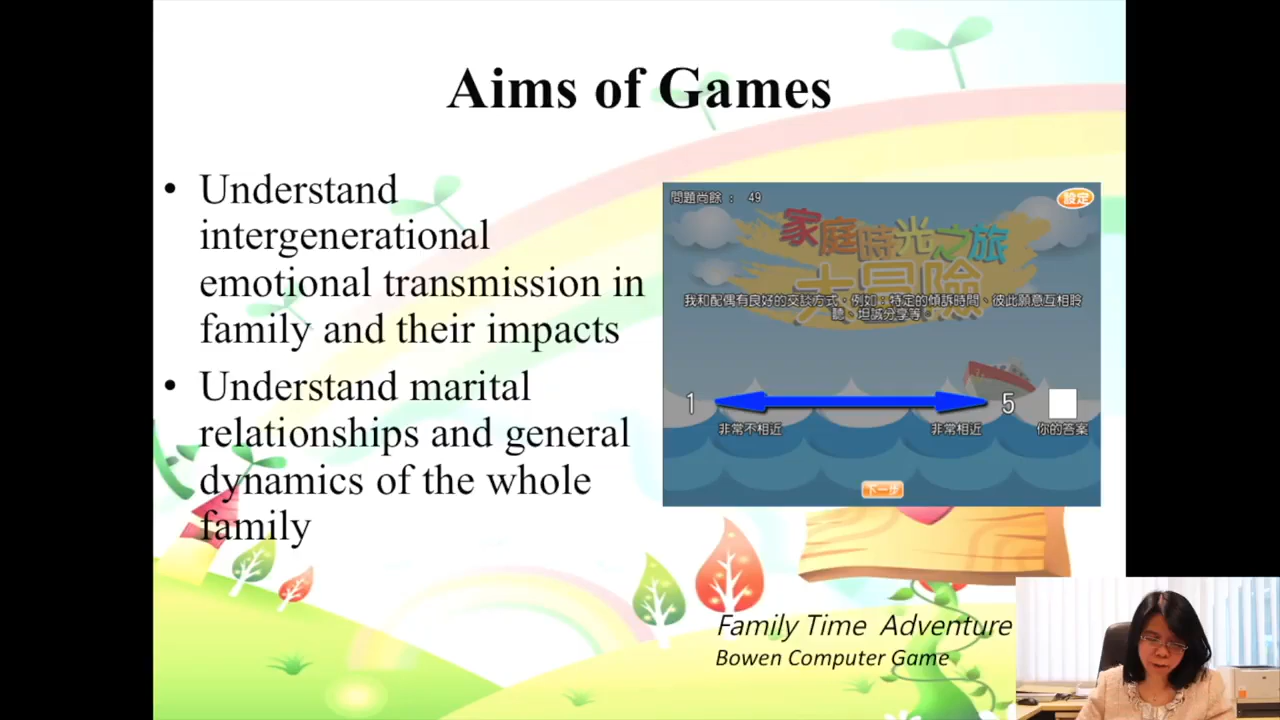 Aims of Games
• Understand
intergenerational
emotional transmission in
family and their impacts
• Understand marital
relationships and general
dynamics of the whole
family
問題尚餘： 49
設定
家庭時光之旅
大冒險
我和配偶有良好的交談方式，例如：特定的傾訴時間、彼此願意互相聆
聽、坦誠分享等。
1
5
非常不相近
非常相近
你的答案
下一步
Family Time Adventure
Bowen Computer Game